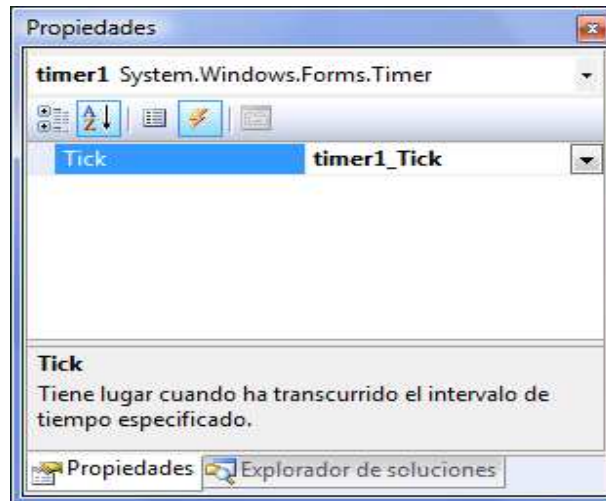 Propiedades
timer1 System.Windows.Forms.Timer
Tick timer1_Tick
Tick
Tiene lugar cuando ha transcurrido el intervalo de
tiempo especificado.
Propiedades Explorador de soluciones